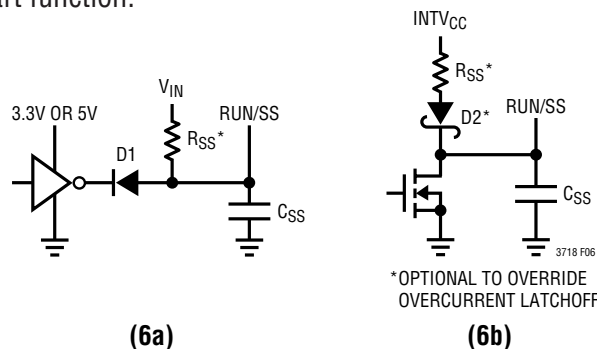 art function.
V_IN
3.3V OR 5V
R_SS*
RUN/SS
D1
C_SS
(6a)
INTV_CC
R_SS*
D2*
RUN/SS
C_SS
3718 F06
*OPTIONAL TO OVERRIDE
OVERCURRENT LATCHOFF
(6b)